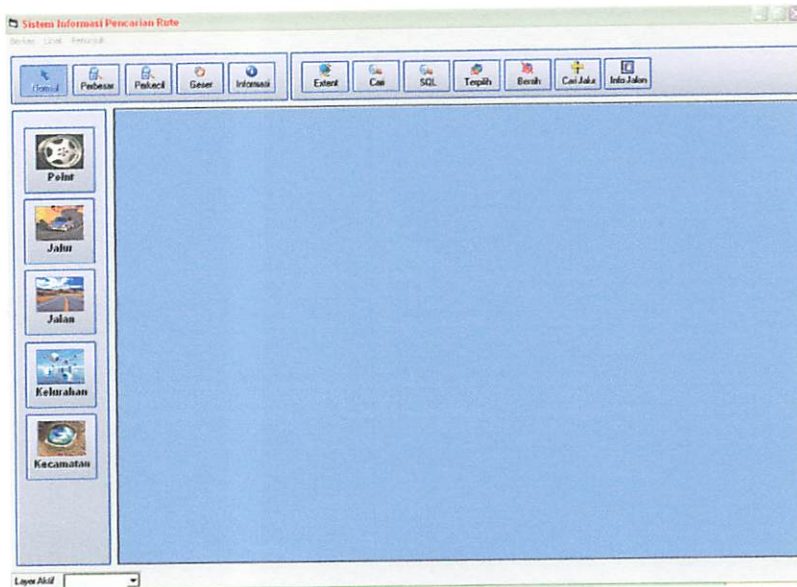 Sistem Informasi Pencarian Rute
Lihat
Normal Perbesar Perkecil Geser Informasi Extent Cari SQL Terpilih Bersih Cari Jalur Info Jalan
Point
Jalur
Jalan
Kelurahan
Kecamatan
Layer Aktif